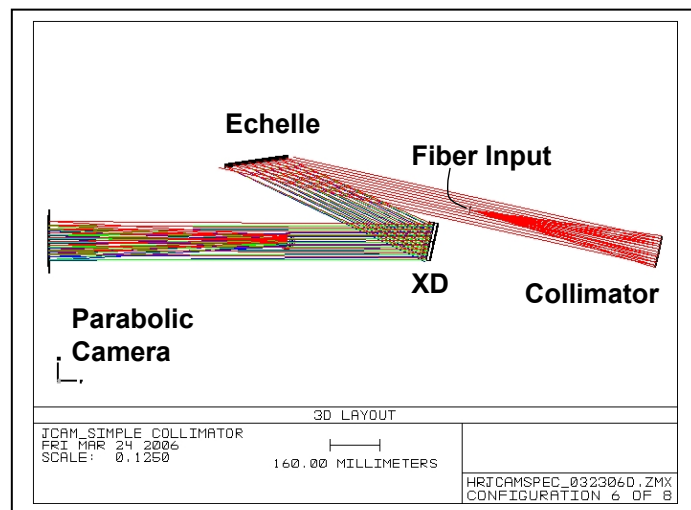 Echelle
Fiber Input
XD
Collimator
Parabolic
Camera
3D LAYOUT
JCAM_SIMPLE COLLIMATOR
FRI MAR 24 2006
SCALE: 0.1250
160.00 MILLIMETERS
HRJCAMSPEC_032306D.ZMX
CONFIGURATION 6 OF 8